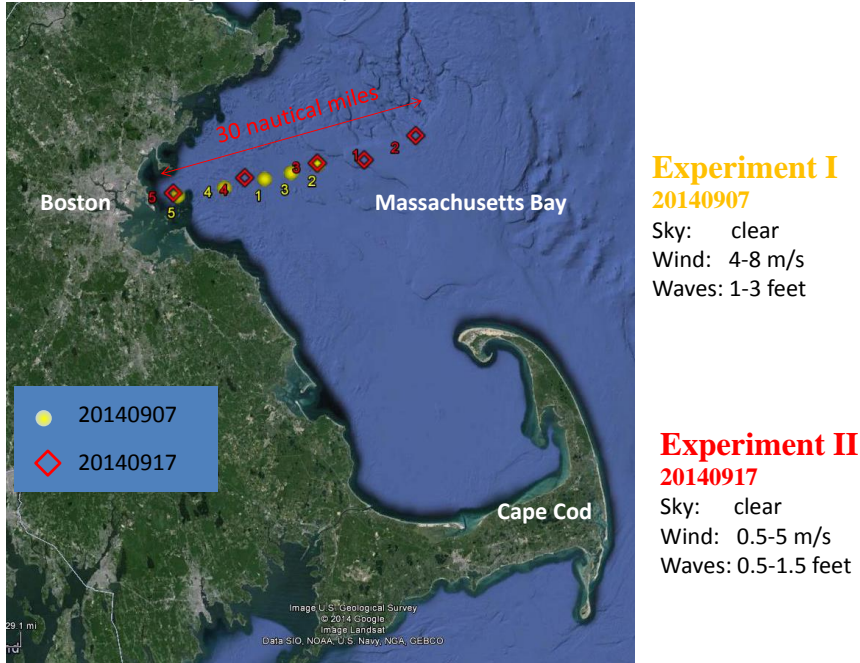 30 nautical miles
2
1
3
2
3
1
4
4
5
5
Boston
Massachusetts Bay
20140907
20140917
Cape Cod
Image U.S. Geological Survey
© 2014 Google
Image Landsat
Data SIO, NOAA, U.S. Navy, NGA, GEBCO
29.1 mi
Experiment I
20140907
Sky: clear
Wind: 4-8 m/s
Waves: 1-3 feet
Experiment II
20140917
Sky: clear
Wind: 0.5-5 m/s
Waves: 0.5-1.5 feet